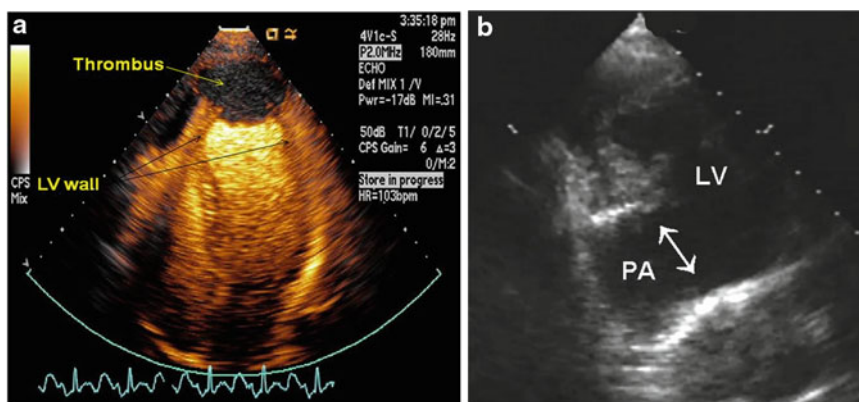 a
3:35:18 pm
4V1c-S 28Hz
P2.0MHz 180mm
ECHO
Def MIX 1 /V
Pwr=-17dB MI=.31
50dB T1/ 0/2/5
CPS Gain= 6 Δ=3
0/M:2
Store in progress
HR=103bpm
Thrombus
LV wall
CPS
Mix
b
LV
PA